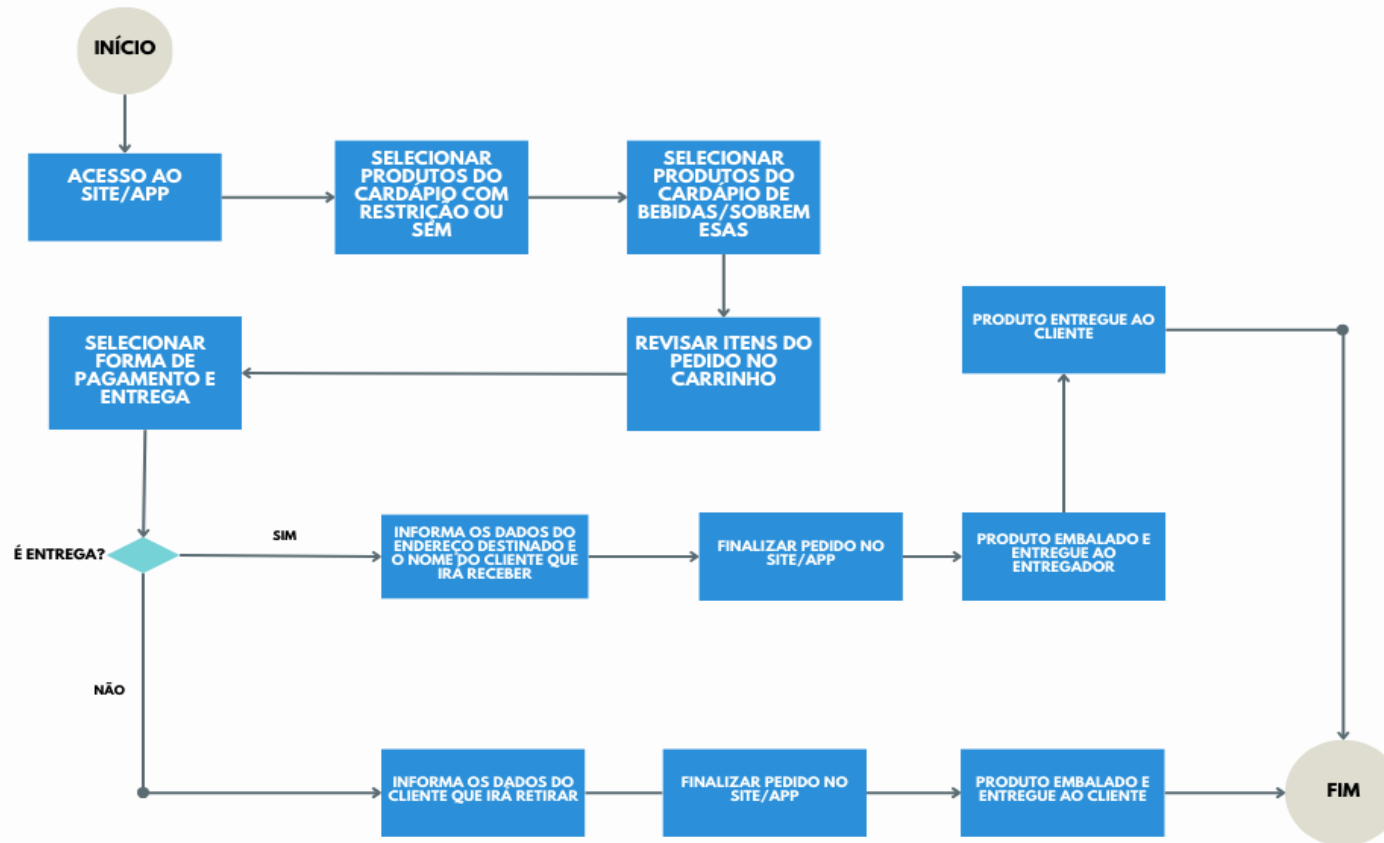 INÍCIO
ACESSO AO
SITE/APP
SELECIONAR
PRODUTOS DO
CARDÁPIO COM
RESTRIÇÃO OU
SEM
SELECIONAR
PRODUTOS DO
CARDÁPIO DE
BEBIDAS/SOBREM
ESAS
REVISAR ITENS DO
PEDIDO NO
CARRINHO
SELECIONAR
FORMA DE
PAGAMENTO E
ENTREGA
É ENTREGA?
SIM
INFORMA OS DADOS DO
ENDEREÇO DESTINADO E
O NOME DO CLIENTE QUE
IRÁ RECEBER
FINALIZAR PEDIDO NO
SITE/APP
PRODUTO EMBALADO E
ENTREGUE AO
ENTREGADOR
PRODUTO ENTREGUE AO
CLIENTE
NÃO
INFORMA OS DADOS DO
CLIENTE QUE IRÁ RETIRAR
FINALIZAR PEDIDO NO
SITE/APP
PRODUTO EMBALADO E
ENTREGUE AO CLIENTE
FIM